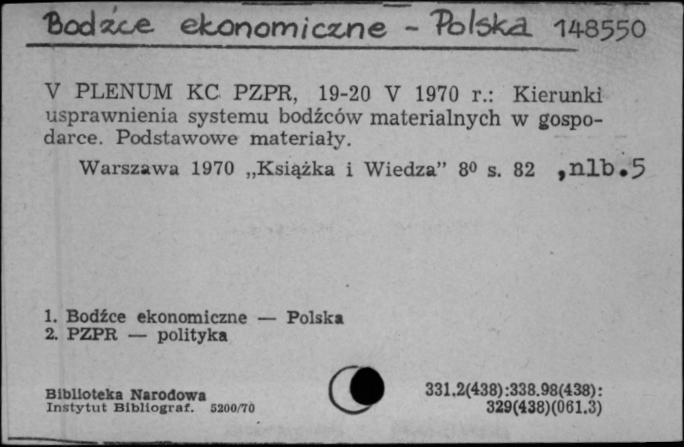 Bodźce ekonomiczne - Polska 148550
V PLENUM KC PZPR, 19-20 V 1970 r.: Kierunki
usprawnienia systemu bodźców materialnych w gospo-
darce. Podstawowe materiały.
Warszawa 1970 „Książka i Wiedza” 8⁰ s. 82 ,nlb.5
1. Bodźce ekonomiczne — Polska
2. PZPR — polityka
Biblioteka Narodowa
Instytut Bibliograf. 5200/70
331.2(438):338.98(438):
329(438)(061.3)